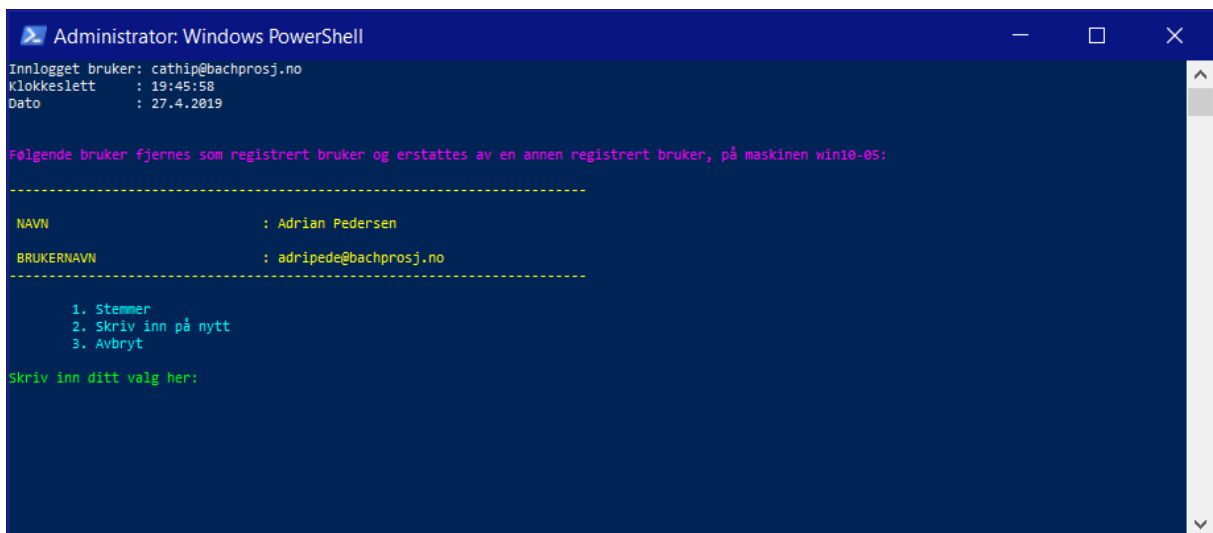 Administrator: Windows PowerShell
Innlogget bruker: cathip@bachprosj.no
Klokkeslett     : 19:45:58
Dato            : 27.4.2019
Følgende bruker fjernes som registrert bruker og erstattes av en annen registrert bruker, på maskinen win10-05:
------------------------------------------------------------------------
NAVN                           : Adrian Pedersen
BRUKERNAVN                     : adripede@bachprosj.no
------------------------------------------------------------------------
1. Stemmer
2. Skriv inn på nytt
3. Avbryt
Skriv inn ditt valg her: